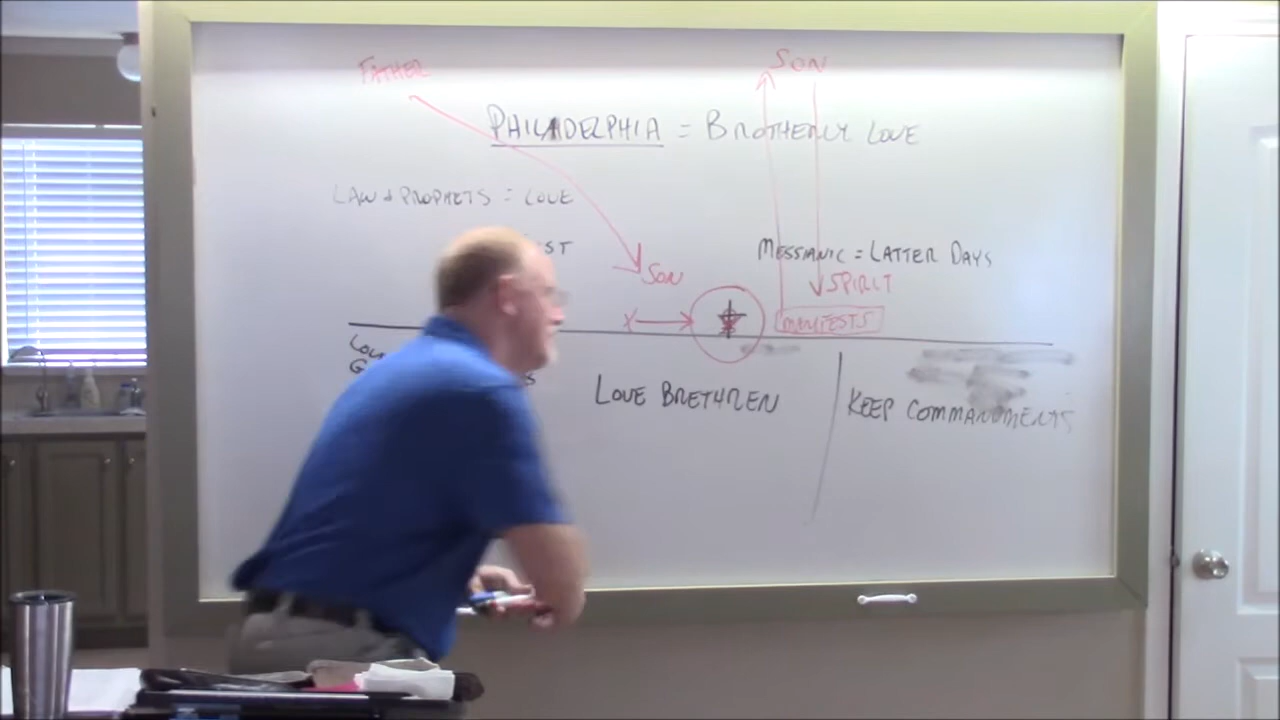 FATHER
SON
PHILADELPHIA = BROTHERLY LOVE
LAW & PROPHETS = LOVE
MESSIANIC = LATTER DAYS
SON
SPIRIT
MANIFESTS
LOVE BRETHREN
KEEP COMMANDMENTS